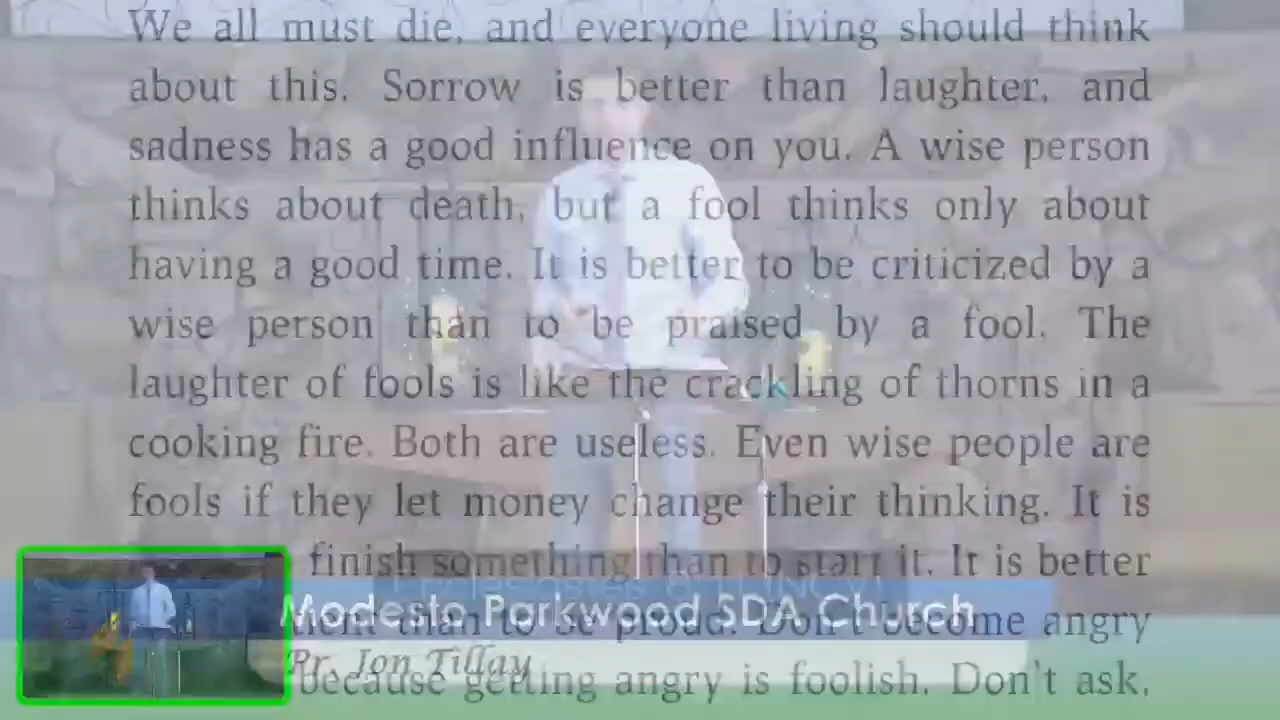 We all must die, and everyone living should think
about this. Sorrow is better than laughter, and
sadness has a good influence on you. A wise person
thinks about death, but a fool thinks only about
having a good time. It is better to be criticized by a
wise person than to be praised by a fool. The
laughter of fools is like the crackling of thorns in a
cooking fire. Both are useless. Even wise people are
fools if they let money change their thinking. It is
finish something than to start it. It is better
than to be proud. Don't become angry
because getting angry is foolish. Don't ask,
Modesto Parkwood SDA Church
Pr. Jon Tillay